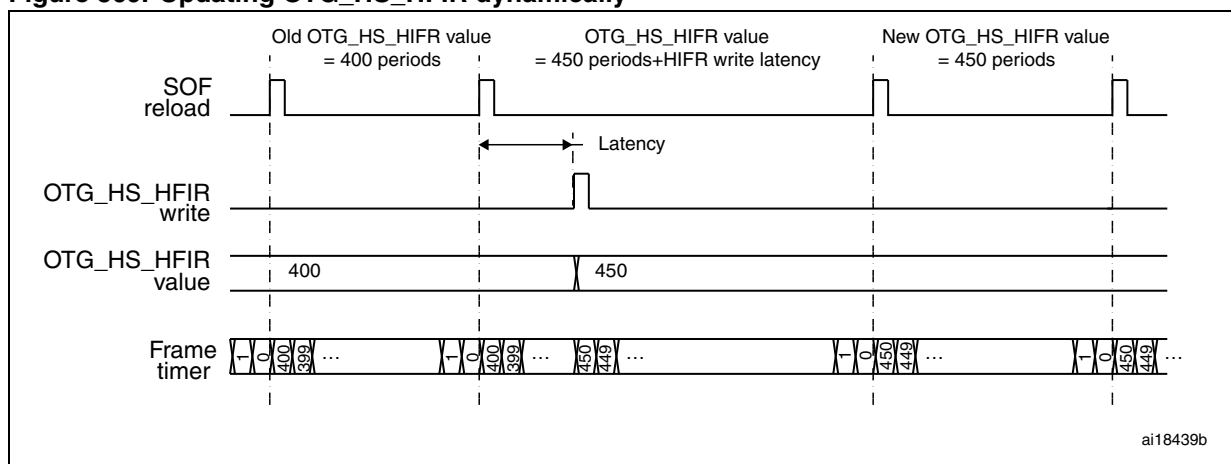 Figure Updating OTG_HS_HFIR dynamically
Old OTG_HS_HIFR value
= 400 periods
OTG_HS_HIFR value
= 450 periods+HIFR write latency
New OTG_HS_HIFR value
= 450 periods
SOF
reload
Latency
OTG_HS_HFIR
write
OTG_HS_HFIR
value
400
450
Frame
timer
1 0 400 399 ... 1 0 400 399 ... 450 449 ... 1 0 450 449 ... 1 0 450 449 ...
ai18439b